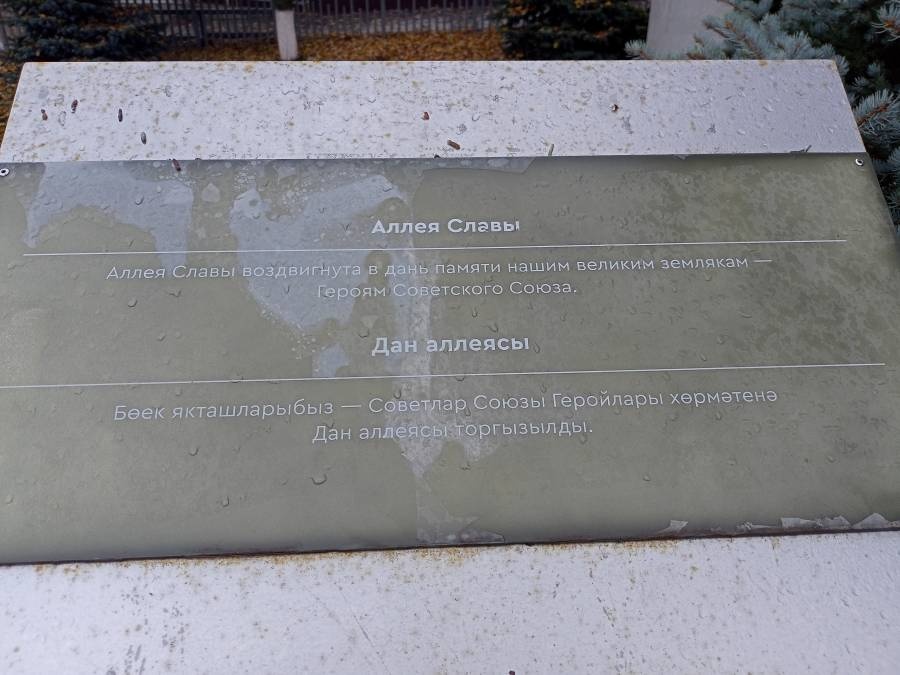 Аллея Славы
Аллея Славы воздвигнута в дань памяти нашим великим землякам —
Героям Советского Союза.
Дан аллеясы
Бөек якташларыбыз — Советлар Союзы Геройлары хөрмәтенә
Дан аллеясы торгызылды.